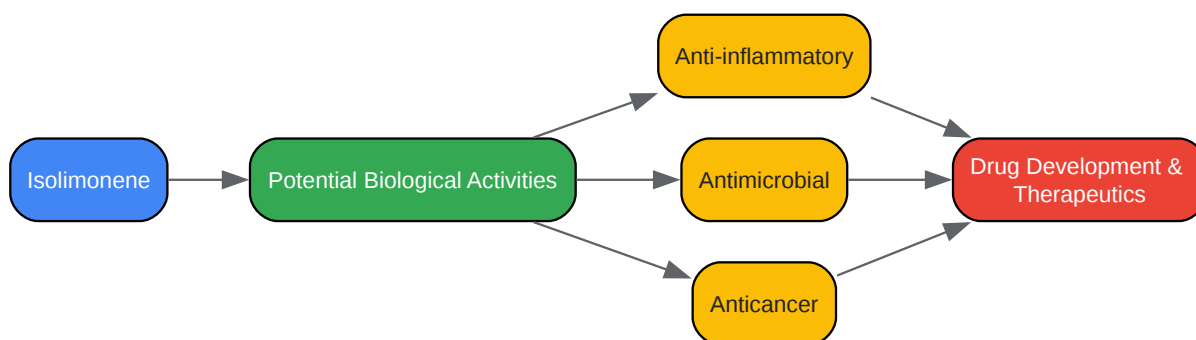 Isolimonene
Potential Biological Activities
Anti-inflammatory
Antimicrobial
Anticancer
Drug Development &
Therapeutics